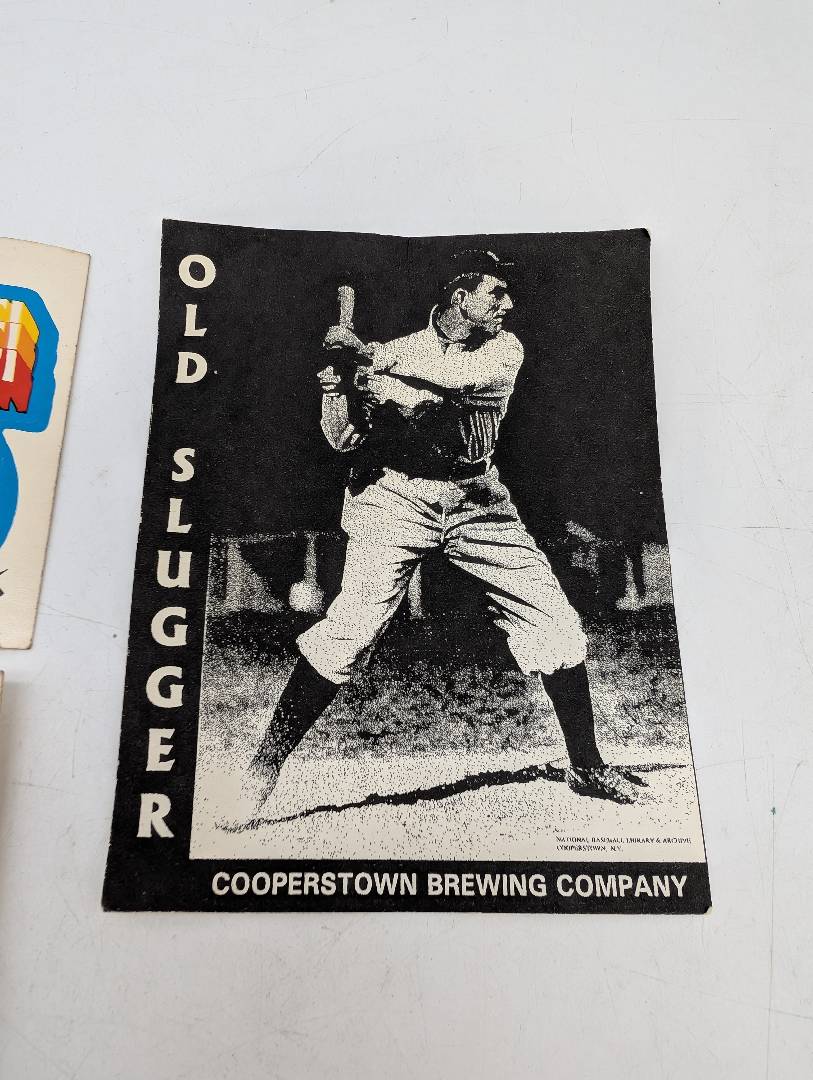 OLD SLUGGER
NATIONAL BASEBALL LIBRARY & ARCHIVE
COOPERSTOWN, N.Y.
COOPERSTOWN BREWING COMPANY